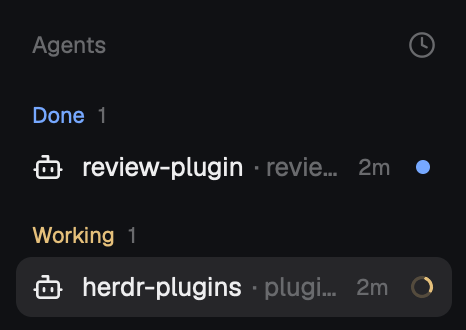 Agents
Done 1
review-plugin · revie... 2m
Working 1
herdr-plugins · plugi... 2m